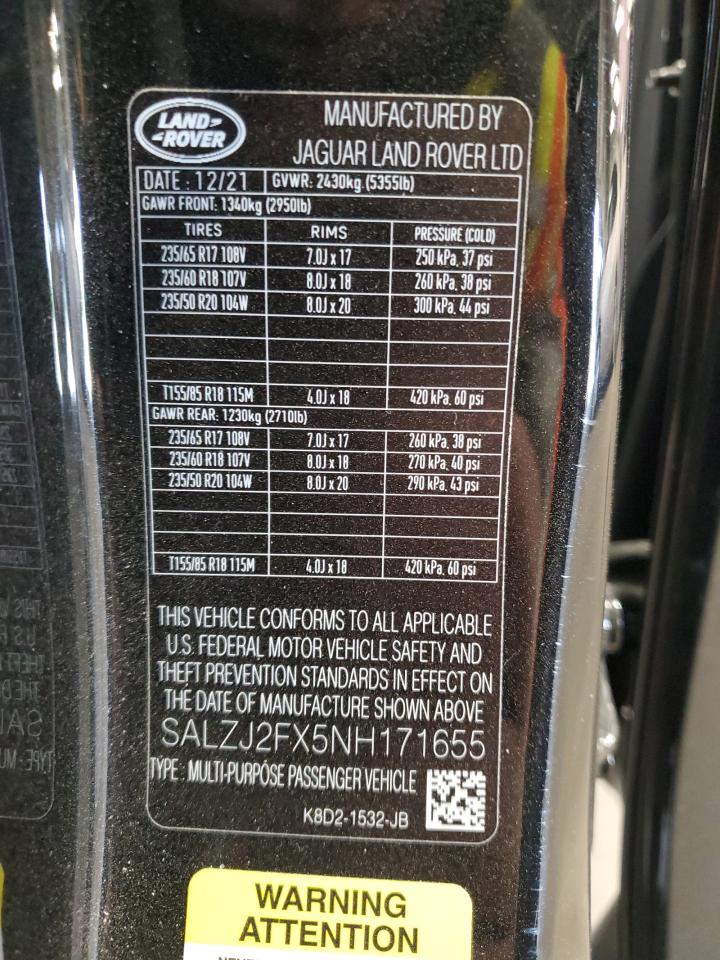 LAND-
-ROVER
MANUFACTURED BY
JAGUAR LAND ROVER LTD
DATE : 12/21 GVWR: 2430kg (5355lb)
GAWR FRONT: 1340kg (2950lb)
TIRES RIMS PRESSURE (COLD)
235/65 R17 108V 7.0J x 17 250 kPa, 37 psi
235/60 R18 107V 8.0J x 18 260 kPa, 38 psi
235/50 R20 104W 8.0J x 20 300 kPa, 44 psi
T155/85 R18 115M 4.0J x 18 420 kPa, 60 psi
GAWR REAR: 1230kg (2710lb)
235/65 R17 108V 7.0J x 17 260 kPa, 38 psi
235/60 R18 107V 8.0J x 18 270 kPa, 40 psi
235/50 R20 104W 8.0J x 20 290 kPa, 43 psi
T155/85 R18 115M 4.0J x 18 420 kPa, 60 psi
THIS VEHICLE CONFORMS TO ALL APPLICABLE
U.S. FEDERAL MOTOR VEHICLE SAFETY AND
THEFT PREVENTION STANDARDS IN EFFECT ON
THE DATE OF MANUFACTURE SHOWN ABOVE
SALZJ2FX5NH171655
TYPE : MULTI-PURPOSE PASSENGER VEHICLE
K8D2-1532-JB
WARNING
ATTENTION